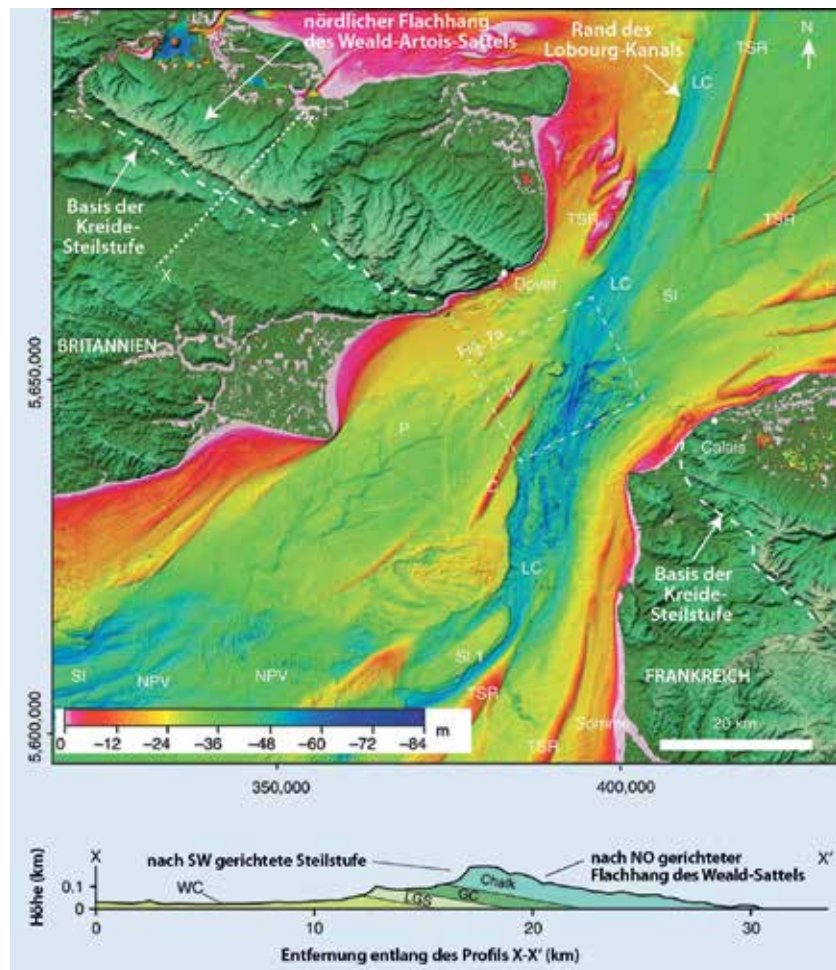 nördlicher Flachhang
des Weald-Artois-Sattels
Rand des
Lobourg-Kanals
TSR
N
LC
X'
Basis der
Kreide-
Steilstufe
TSR
TSR
X
Dover
LC
SI
BRITANNIEN
Fig. 7a
5,650,000
V
P
Calais
C
Basis der
Kreide-
Steilstufe
LC
SI 1
FRANKREICH
SI
NPV
NPV
TSR
Somme
20 km
0
−12
−24
−36
−48
−60
−72
−84
m
TSR
5,600,000
350,000
400,000
X
nach SW gerichtete Steilstufe
nach NO gerichteter
Flachhang des Weald-Sattels
X'
Höhe (km)
0.1
0
WC
LGS
GC
Chalk
0
10
20
30
Entfernung entlang des Profils X-X' (km)